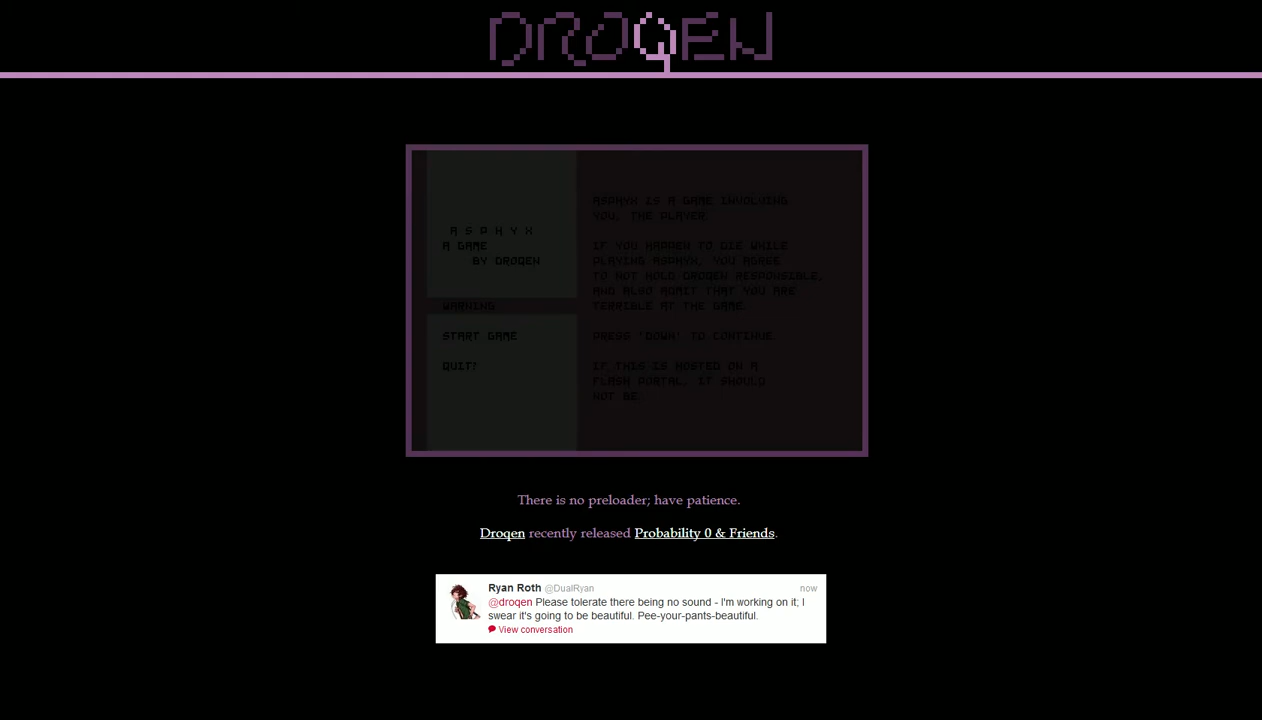 DROQEN
A S P H Y X
A GAME
BY DROQEN
WARNING
START GAME
QUIT!
ASPHYX IS A GAME INVOLVING
YOU, THE PLAYER.
IF YOU HAPPEN TO DIE WHILE
PLAYING ASPHYX, YOU AGREE
TO NOT HOLD DROQEN RESPONSIBLE,
AND ALSO ADMIT THAT YOU ARE
TERRIBLE AT THE GAME.
PRESS 'DOWN' TO CONTINUE
IF THIS IS HOSTED ON A
FLASH PORTAL, IT SHOULD
NOT BE.
There is no preloader; have patience.
Droqen recently released Probability 0 & Friends.
Ryan Roth @DualRyan now
@droqen Please tolerate there being no sound - I'm working on it; I
swear it's going to be beautiful. Pee-your-pants-beautiful.
View conversation